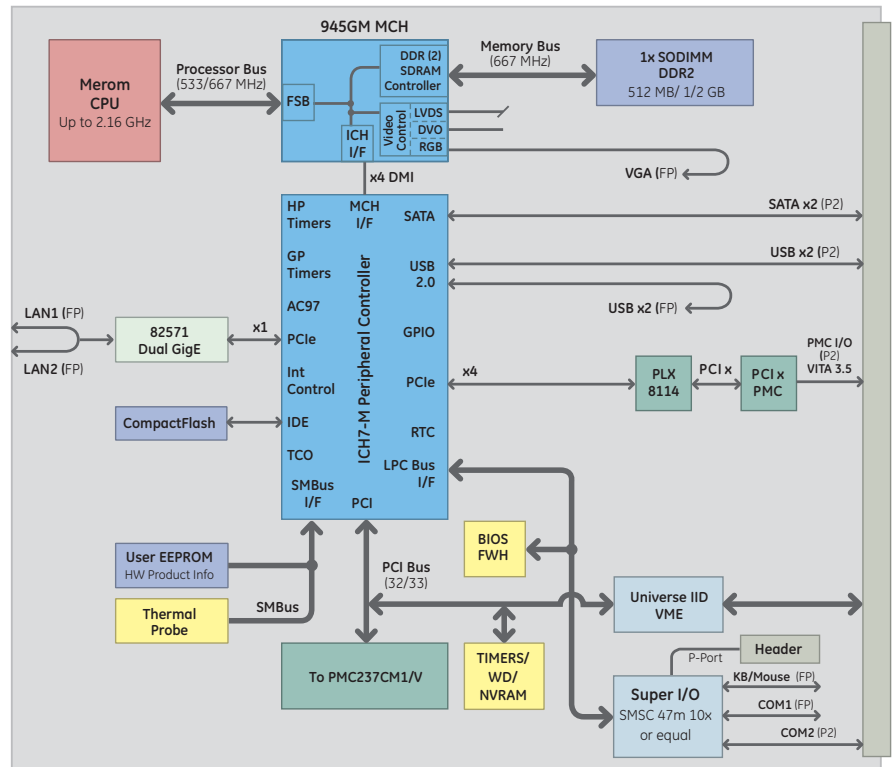 945GM MCH
Merom
CPU
Up to 2.16 GHz
Processor Bus
(533/667 MHz)
FSB
DDR (2)
SDRAM
Controller
Video
Control
LVDS
DVO
RGB
ICH
I/F
Memory Bus
(667 MHz)
1x SODIMM
DDR2
512 MB/ 1/2 GB
VGA (FP)
x4 DMI
HP
Timers
MCH
I/F
SATA
SATA x2 (P2)
GP
Timers
USB
2.0
USB x2 (P2)
USB x2 (FP)
AC97
GPIO
LAN1 (FP)
LAN2 (FP)
82571
Dual GigE
x1
PCIe
ICH7-M Peripheral Controller
Int
Control
PCIe
x4
PLX
8114
PCI x
PCI x
PMC
PMC I/O
(P2)
VITA 3.5
CompactFlash
IDE
RTC
TCO
LPC Bus
I/F
SMBus
I/F
PCI
User EEPROM
HW Product Info
Thermal
Probe
SMBus
PCI Bus
(32/33)
BIOS
FWH
Universe IID
VME
To PMC237CM1/V
TIMERS/
WD/
NVRAM
P-Port
Header
Super I/O
SMSC 47m 10x
or equal
KB/Mouse (FP)
COM1 (FP)
COM2 (P2)